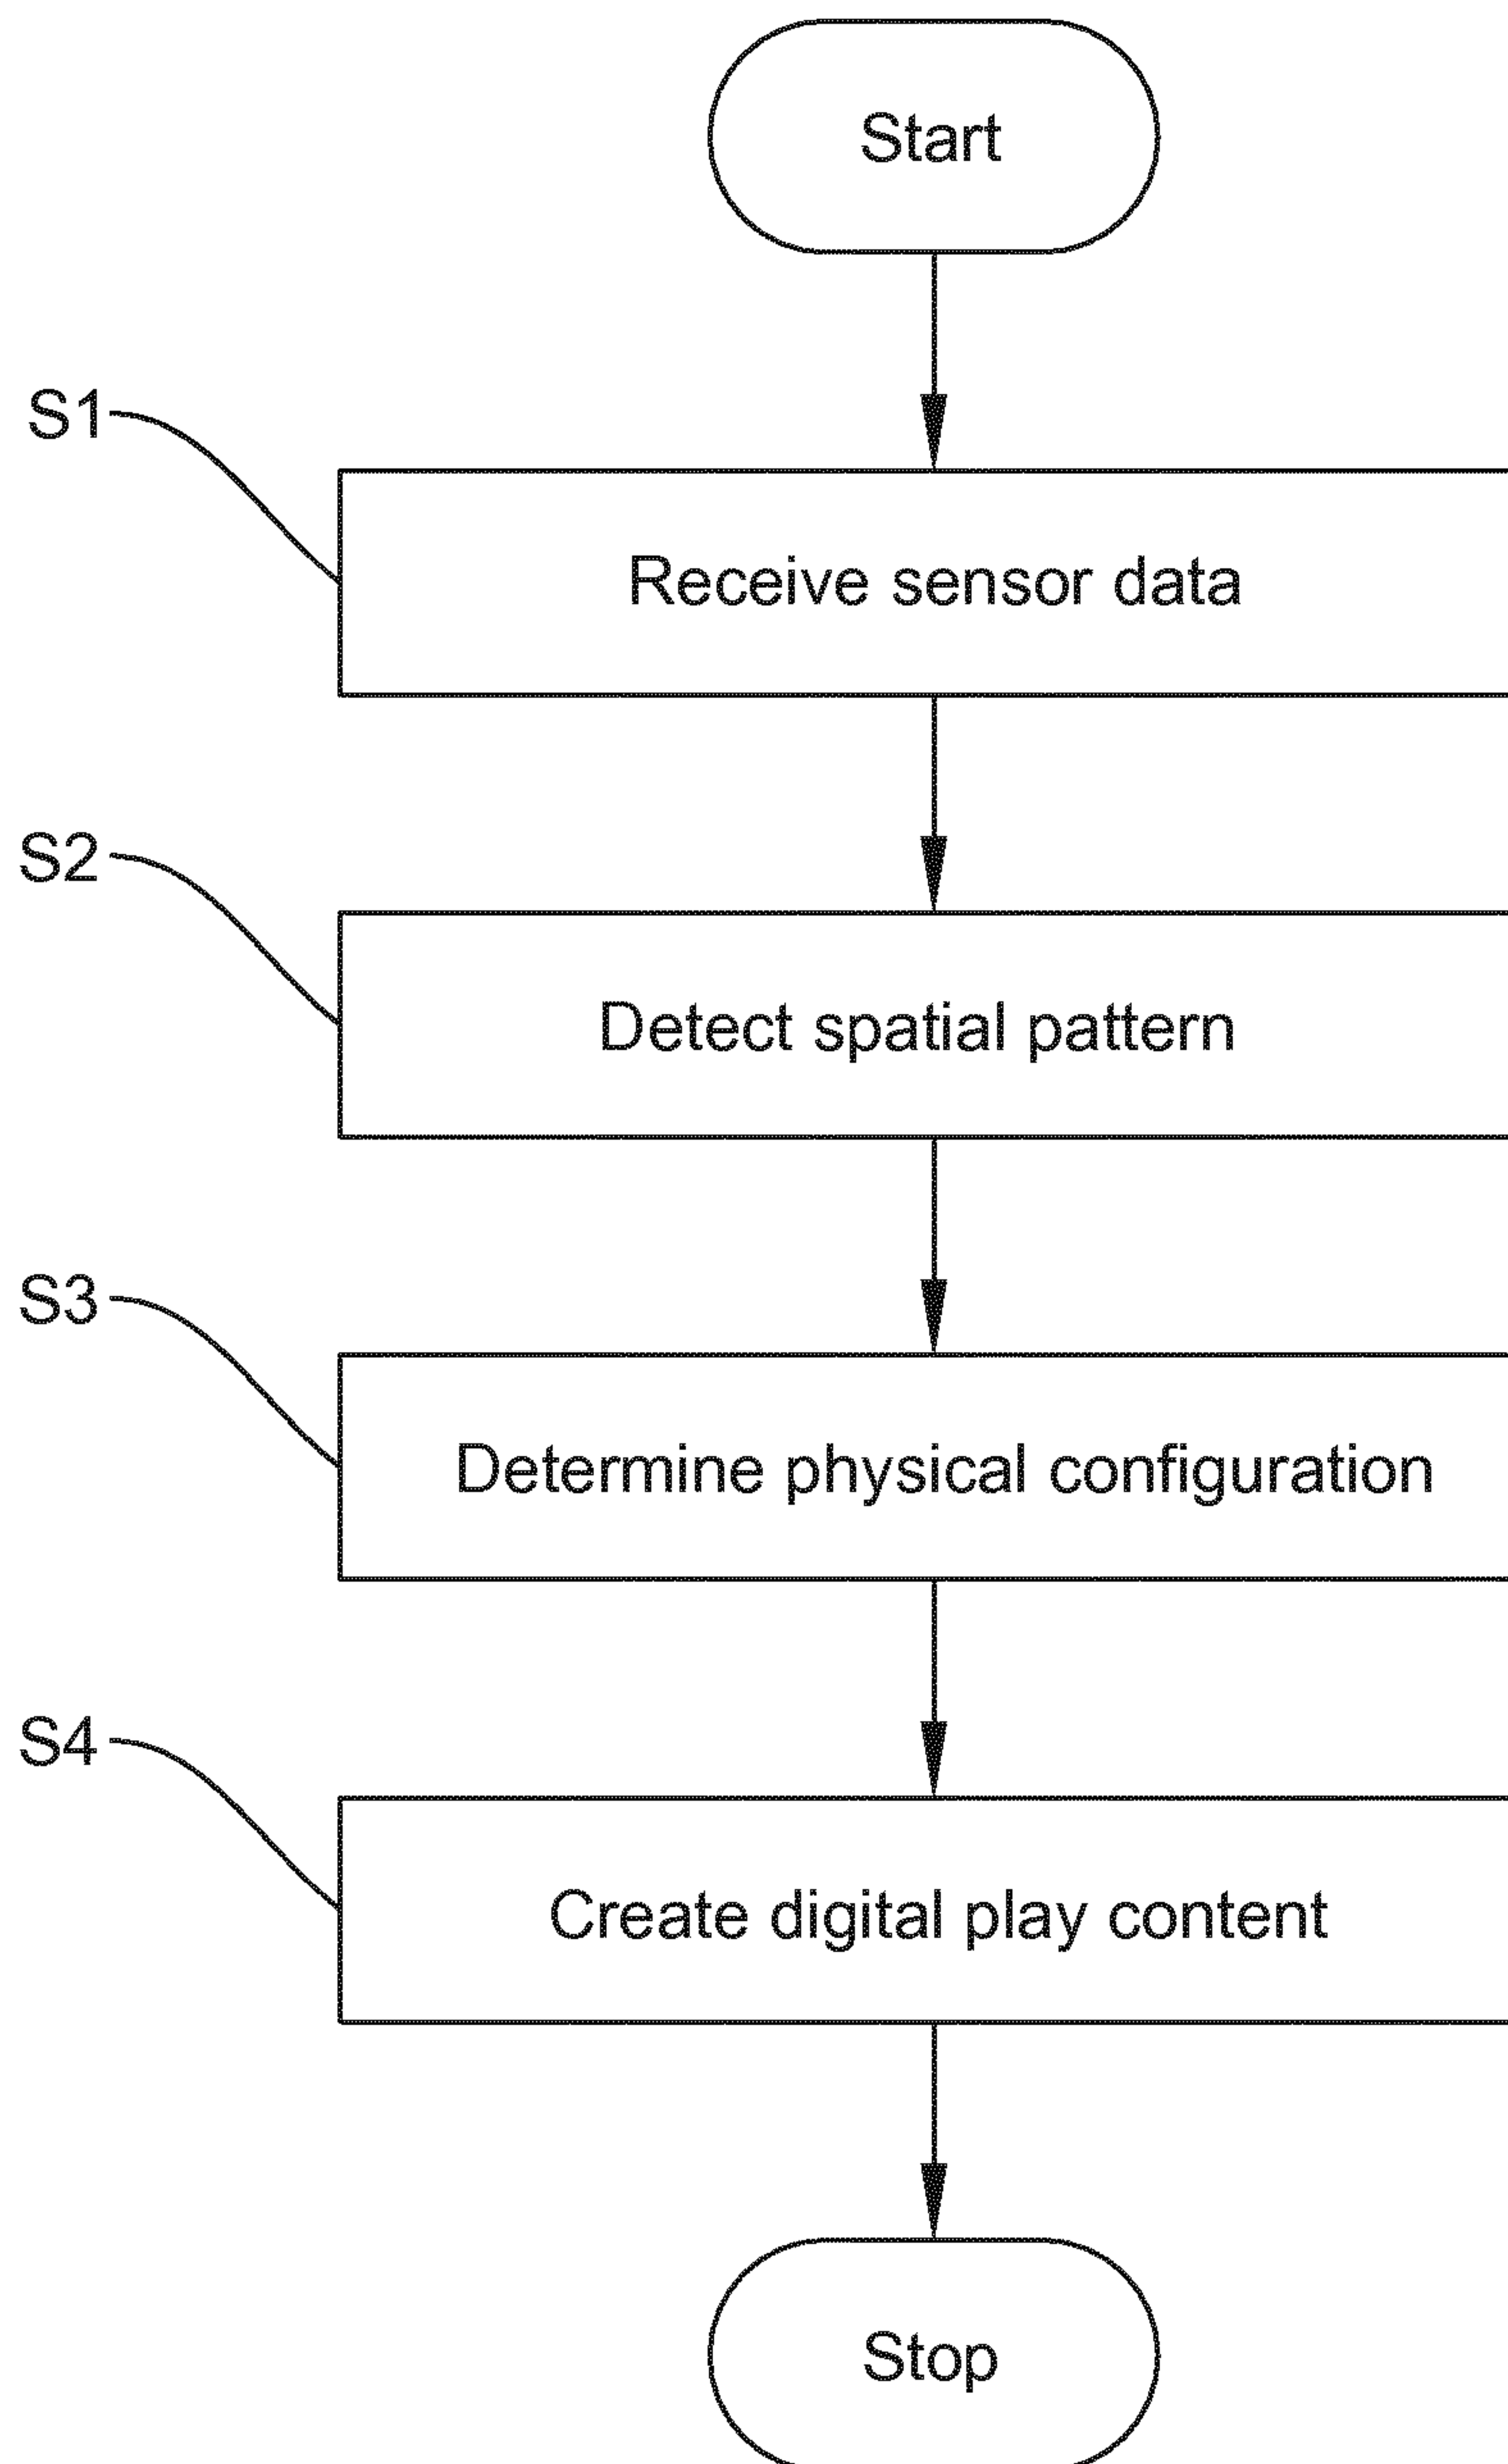 Start
S1
Receive sensor data
S2
Detect spatial pattern
S3
Determine physical configuration
S4
Create digital play content
Stop